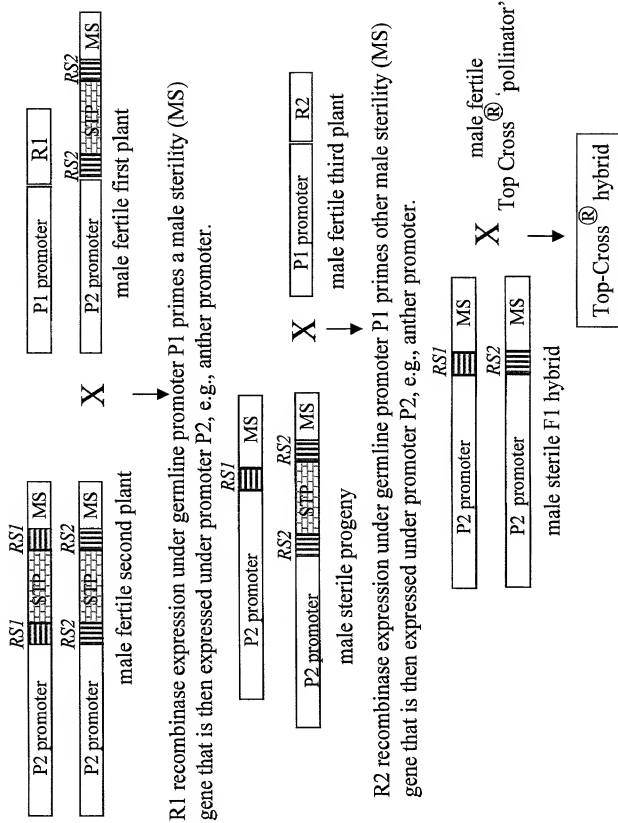 RS1 RS1
P2 promoter STP MS
RS2 RS2
P2 promoter STP MS
male fertile second plant
X
P1 promoter R1
RS2 RS2
P2 promoter STP MS
male fertile first plant
R1 recombinase expression under germline promoter P1 primes a male sterility (MS)
gene that is then expressed under promoter P2, e.g., anther promoter.
RS1
P2 promoter MS
RS2 RS2
P2 promoter STP MS
male sterile progeny
X
P1 promoter R2
male fertile third plant
R2 recombinase expression under germline promoter P1 primes other male sterility (MS)
gene that is then expressed under promoter P2, e.g., anther promoter.
RS1
P2 promoter MS
RS2
P2 promoter MS
male sterile F1 hybrid
X
male fertile
Top Cross® ‘pollinator’
Top-Cross® hybrid